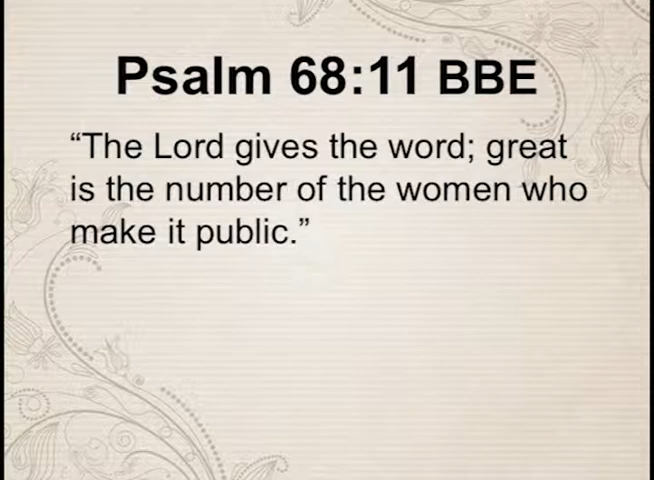 Psalm 68:11 BBE
“The Lord gives the word; great
is the number of the women who
make it public.”